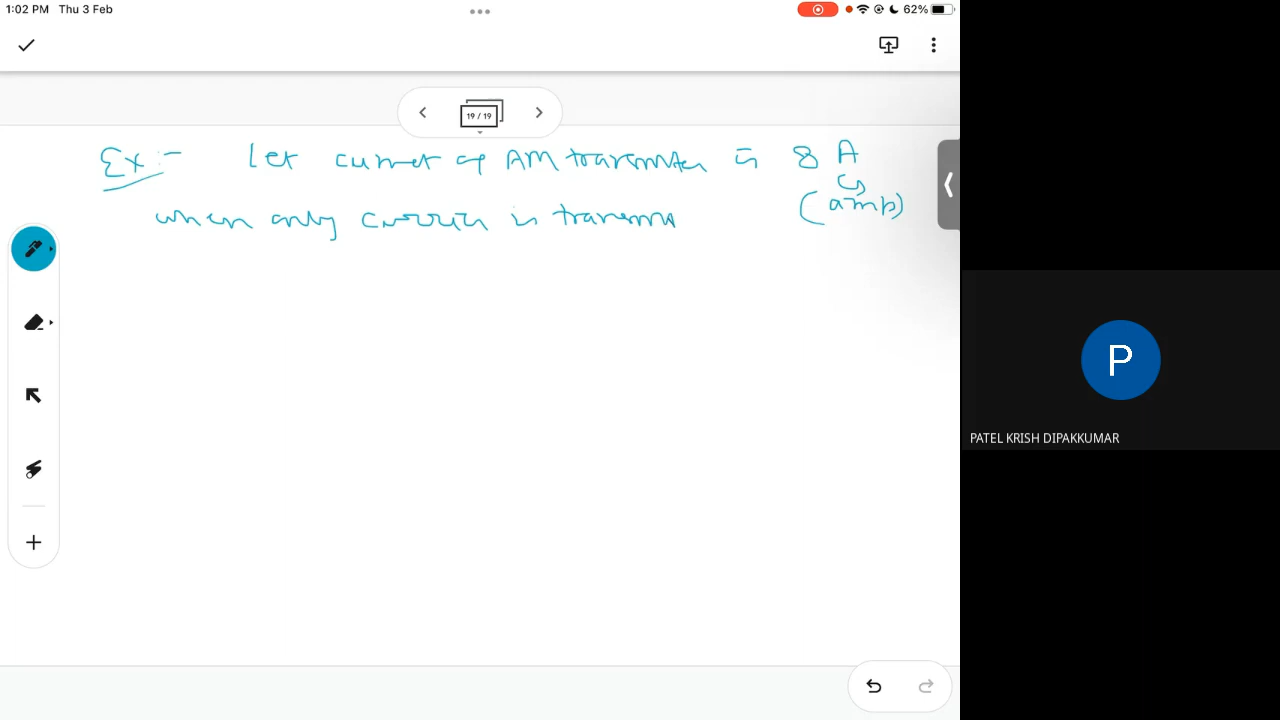 1:02 PM Thu 3 Feb
62%
19 / 19
Ex :- Let current of AM transmitter is 8 A
(amp)
when only carrier is transm
P
PATEL KRISH DIPAKKUMAR